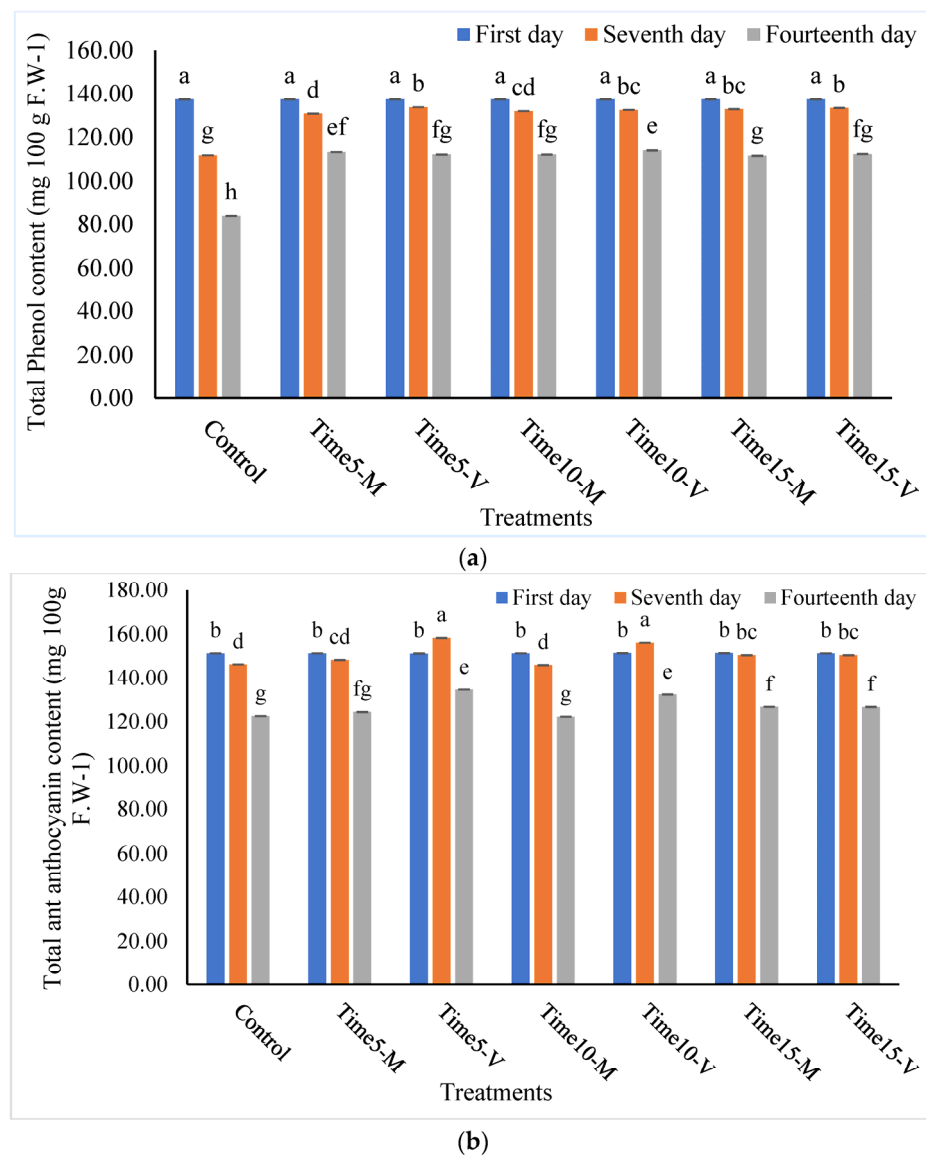 First day Seventh day Fourteenth day
160.00
140.00
120.00
100.00
80.00
60.00
40.00
20.00
0.00
Total Phenol content (mg 100 g F.W-1)
a g h a d ef a b fg a cd fg a bc e a bc g a b fg
Control Time5-M Time5-V Time10-M Time10-V Time15-M Time15-V
Treatments
(a)
First day Seventh day Fourteenth day
180.00
160.00
140.00
120.00
100.00
80.00
60.00
40.00
20.00
0.00
Total ant anthocyanin content (mg 100g
F.W-1)
b d g b cd fg b a e b d g b a e b bc f b bc f
Control Time5-M Time5-V Time10-M Time10-V Time15-M Time15-V
Treatments
(b)